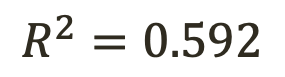 R² = 0.592